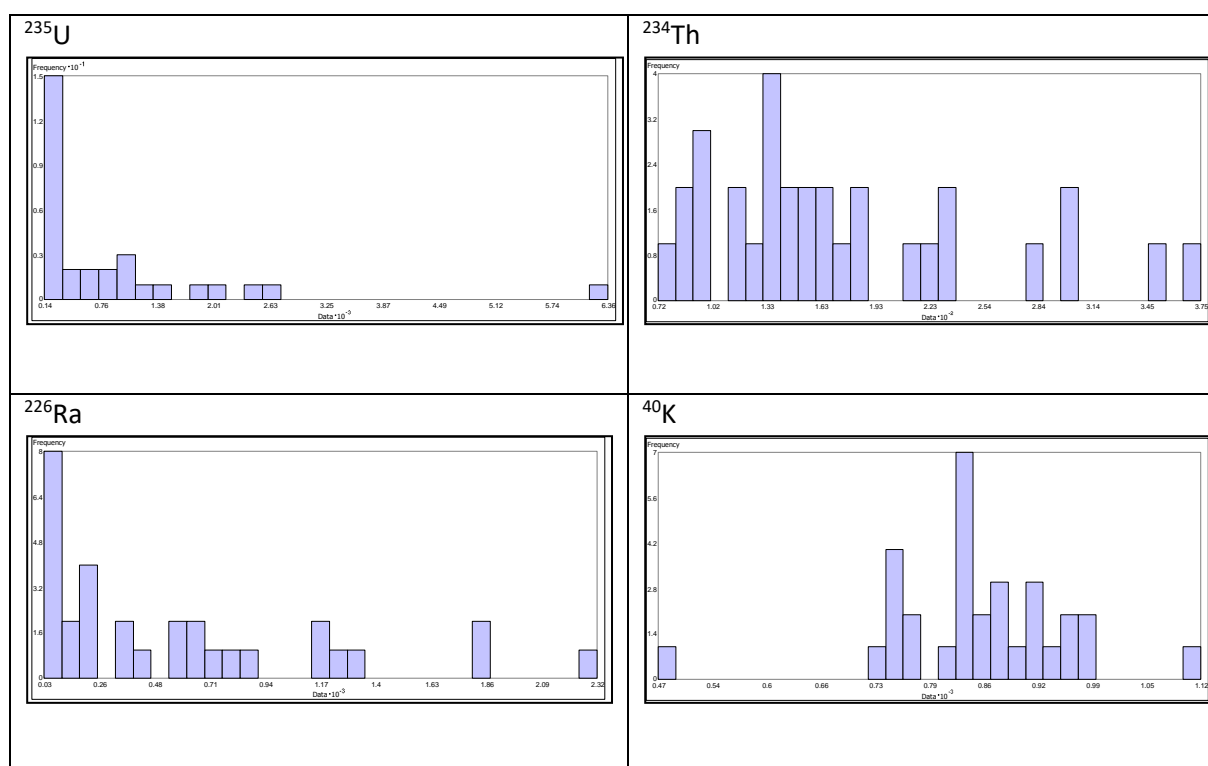 ²³⁵U
Frequency •10⁻¹
1.5
1.2
0.9
0.6
0.3
0
0.14 0.76 1.38 2.01 2.63 3.25 3.87 4.49 5.12 5.74 6.36
Data •10⁻³
²³⁴Th
Frequency
4
3.2
2.4
1.6
0.8
0
0.72 1.02 1.33 1.63 1.93 2.23 2.54 2.84 3.14 3.45 3.75
Data •10⁻²
²²⁶Ra
Frequency
8
6.4
4.8
3.2
1.6
0
0.03 0.26 0.48 0.71 0.94 1.17 1.4 1.63 1.86 2.09 2.32
Data •10⁻³
⁴⁰K
Frequency
7
5.6
4.2
2.8
1.4
0
0.47 0.54 0.6 0.66 0.73 0.79 0.86 0.92 0.99 1.05 1.12
Data •10⁻³